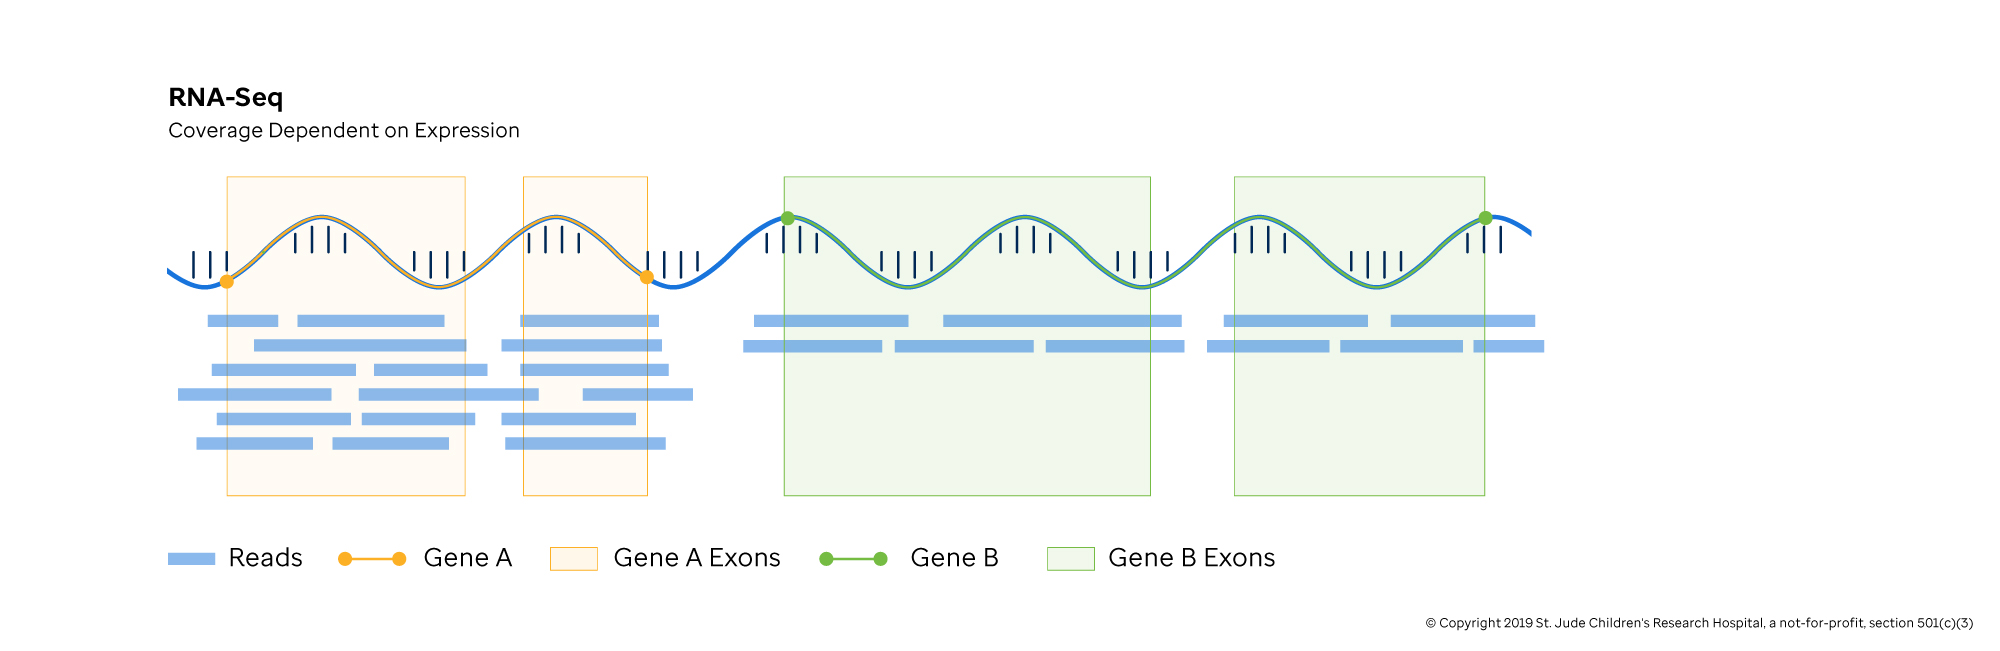 RNA-Seq
Coverage Dependent on Expression
Reads
Gene A
Gene A Exons
Gene B
Gene B Exons
© Copyright 2019 St. Jude Children's Research Hospital, a not-for-profit, section 501(c)(3)